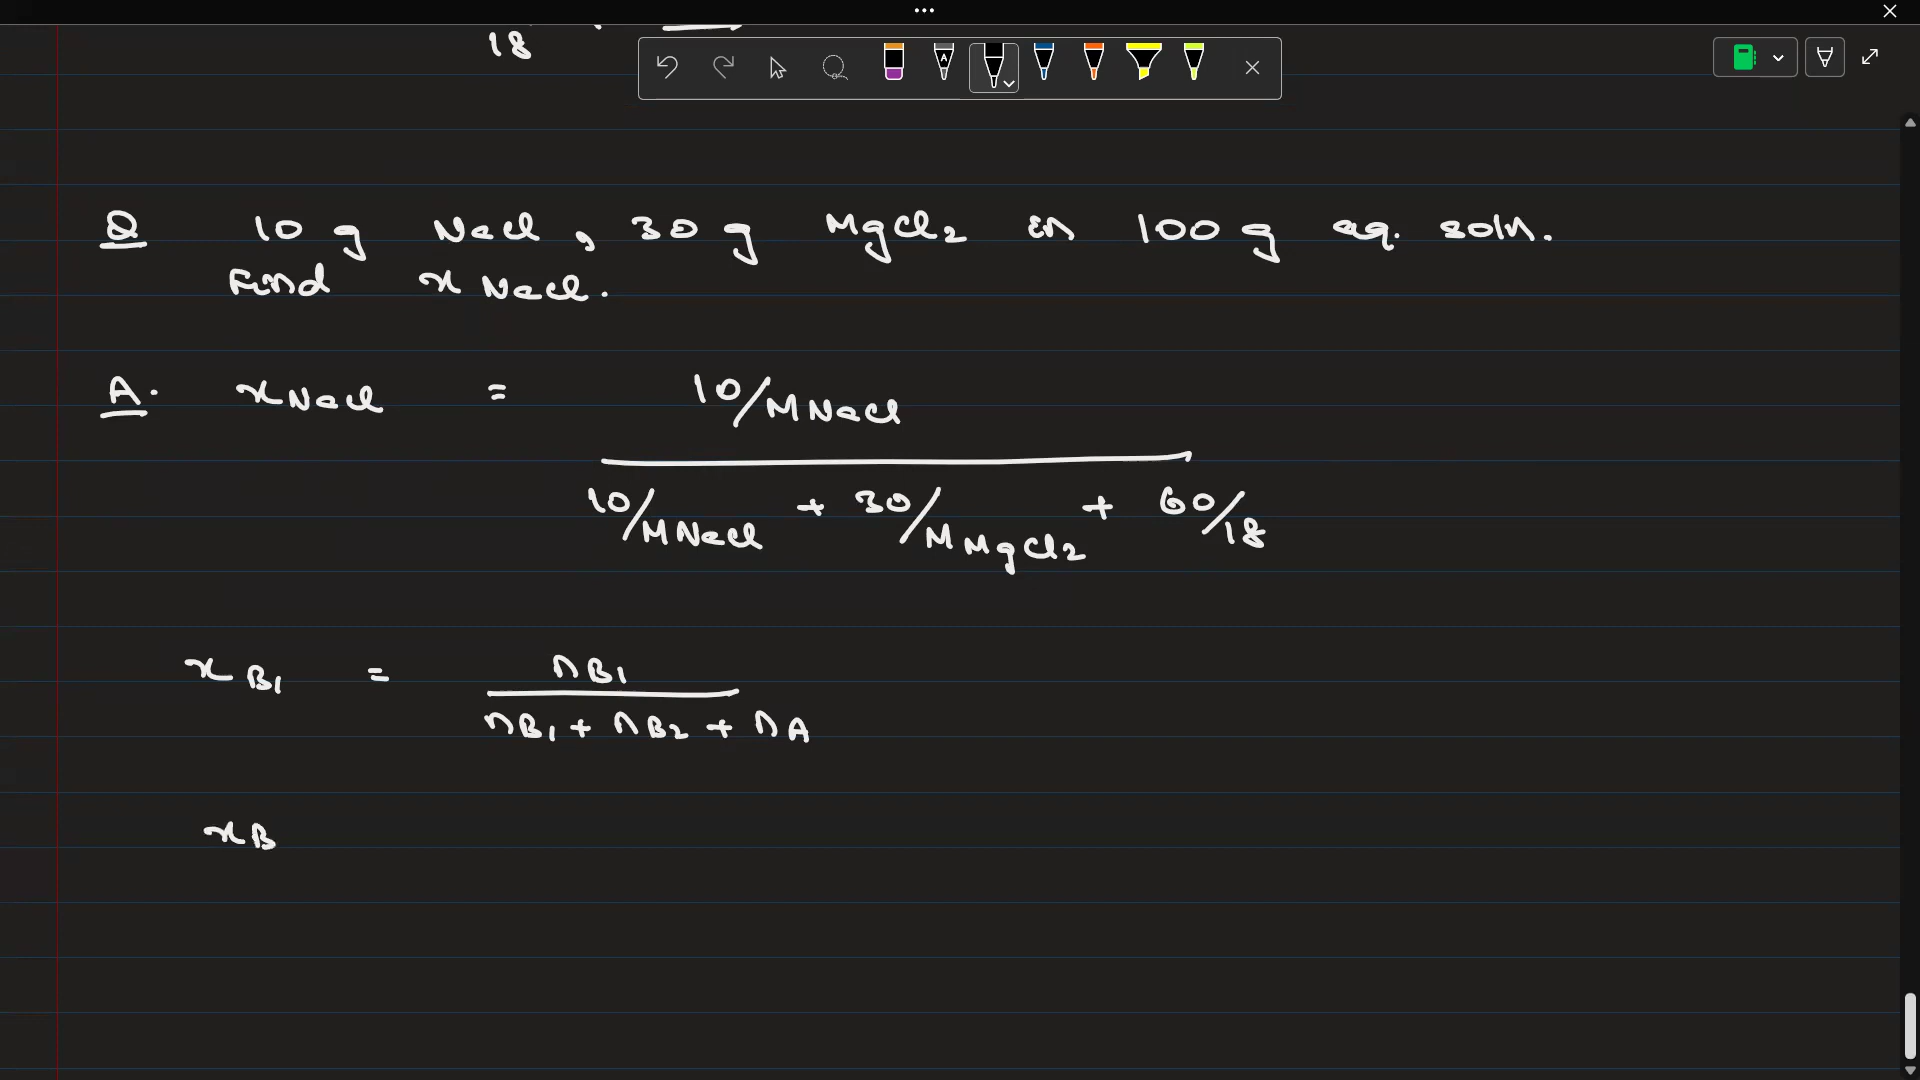 18
Q 10 g NaCl, 30 g MgCl2 in 100 g aq. soln.
Find x NaCl.
A. xNaCl = 10/MNaCl
10/MNaCl + 30/MMgCl2 + 60/18
xB1 = nB1
nB1 + nB2 + nA
xB